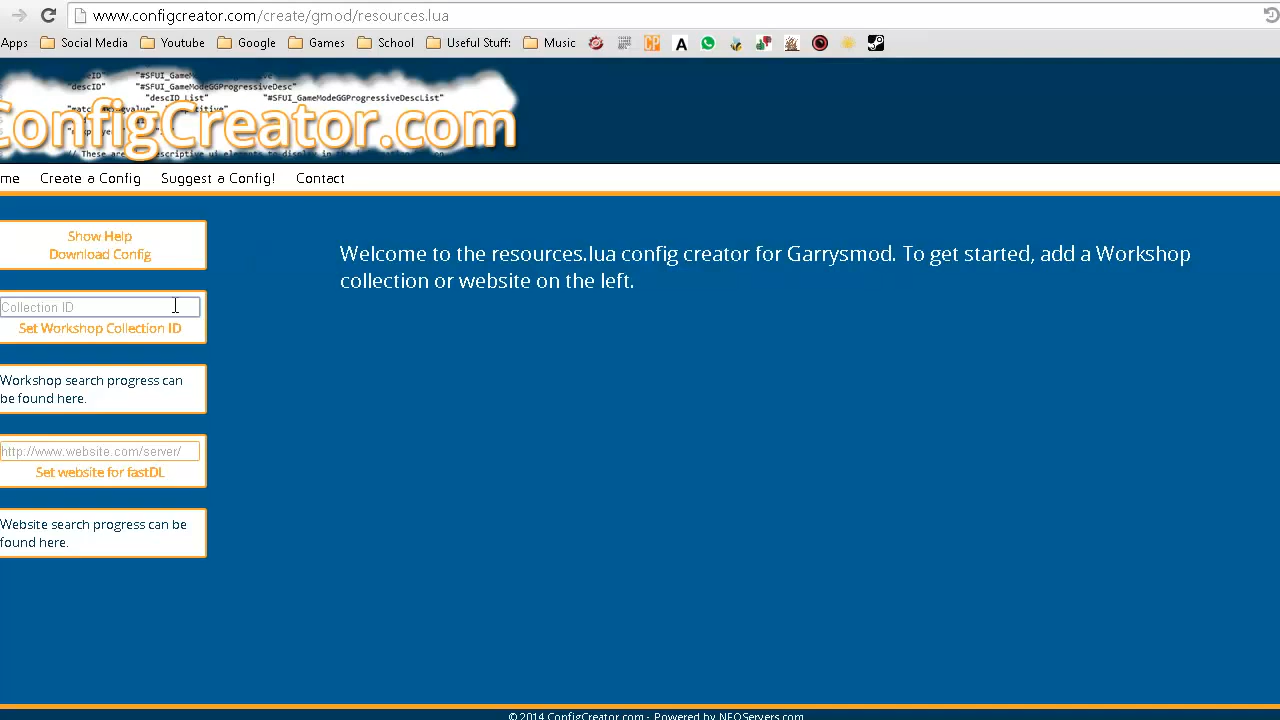 www.configcreator.com/create/gmod/resources.lua
Apps Social Media Youtube Google Games School Useful Stuff: Music
descID" "#SFUI_GameModeGGProgressiveDesc"
"descID_List" "#SFUI_GameModeGGProgressiveDescList"
ConfigCreator.com
me Create a Config Suggest a Config! Contact
Show Help
Download Config
Welcome to the resources.lua config creator for Garrysmod. To get started, add a Workshop
collection or website on the left.
Collection ID
Set Workshop Collection ID
Workshop search progress can
be found here.
http://www.website.com/server/
Set website for fastDL
Website search progress can be
found here.
© 2014 ConfigCreator.com - Powered by NFOServers.com